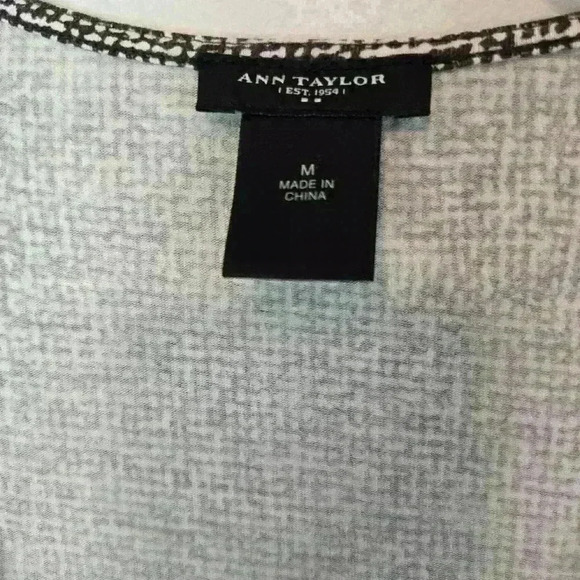 ANN TAYLOR
EST. 1954
M
MADE IN
CHINA